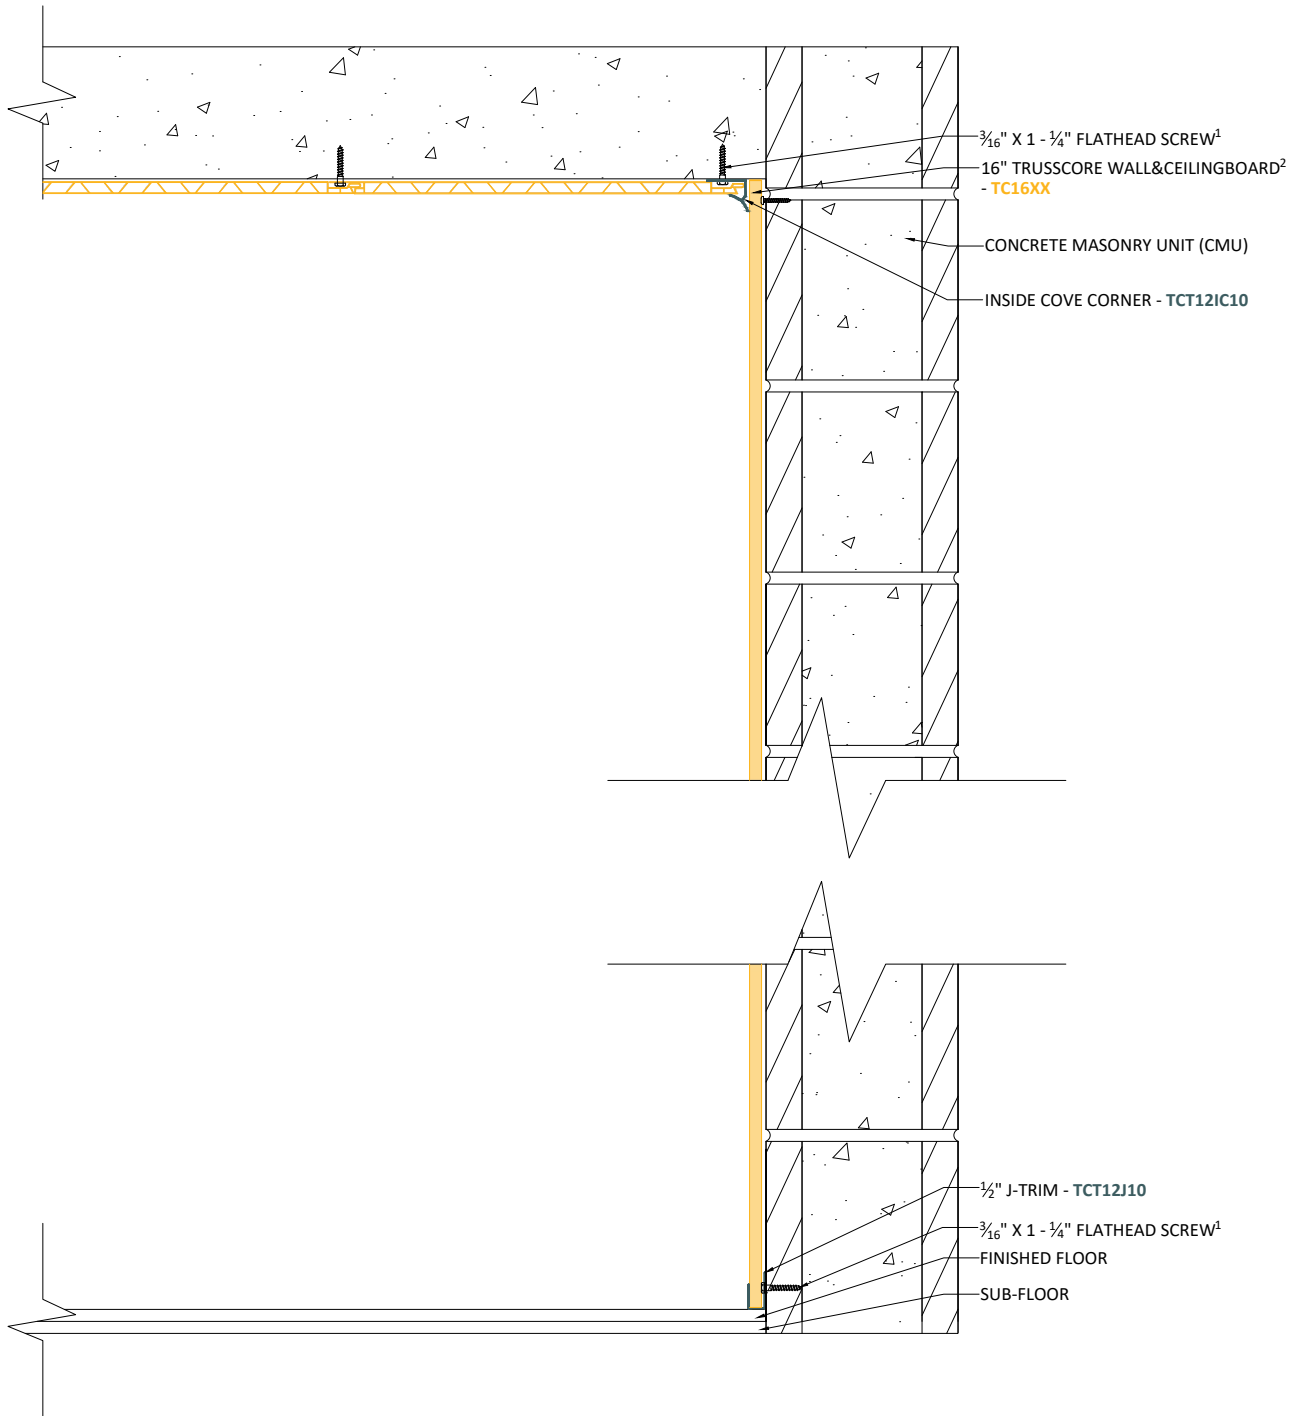 ³⁄₁₆" X 1 - ¼" FLATHEAD SCREW¹
16" TRUSSCORE WALL&CEILINGBOARD²
- TC16XX
CONCRETE MASONRY UNIT (CMU)
INSIDE COVE CORNER - TCT12IC10
½" J-TRIM - TCT12J10
³⁄₁₆" X 1 - ¼" FLATHEAD SCREW¹
FINISHED FLOOR
SUB-FLOOR